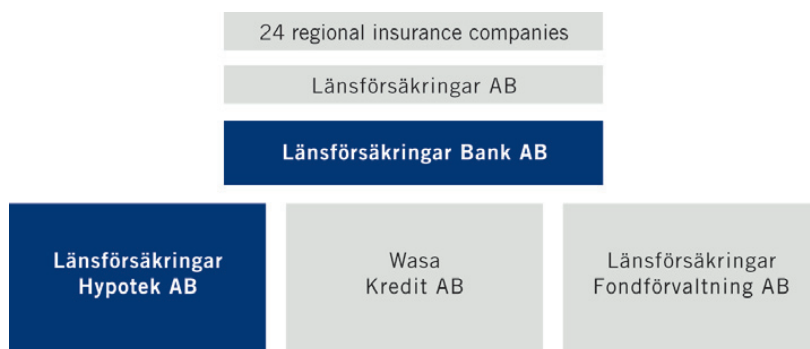 24 regional insurance companies
Länsförsäkringar AB
Länsförsäkringar Bank AB
Länsförsäkringar
Hypotek AB
Wasa
Kredit AB
Länsförsäkringar
Fondförvaltning AB